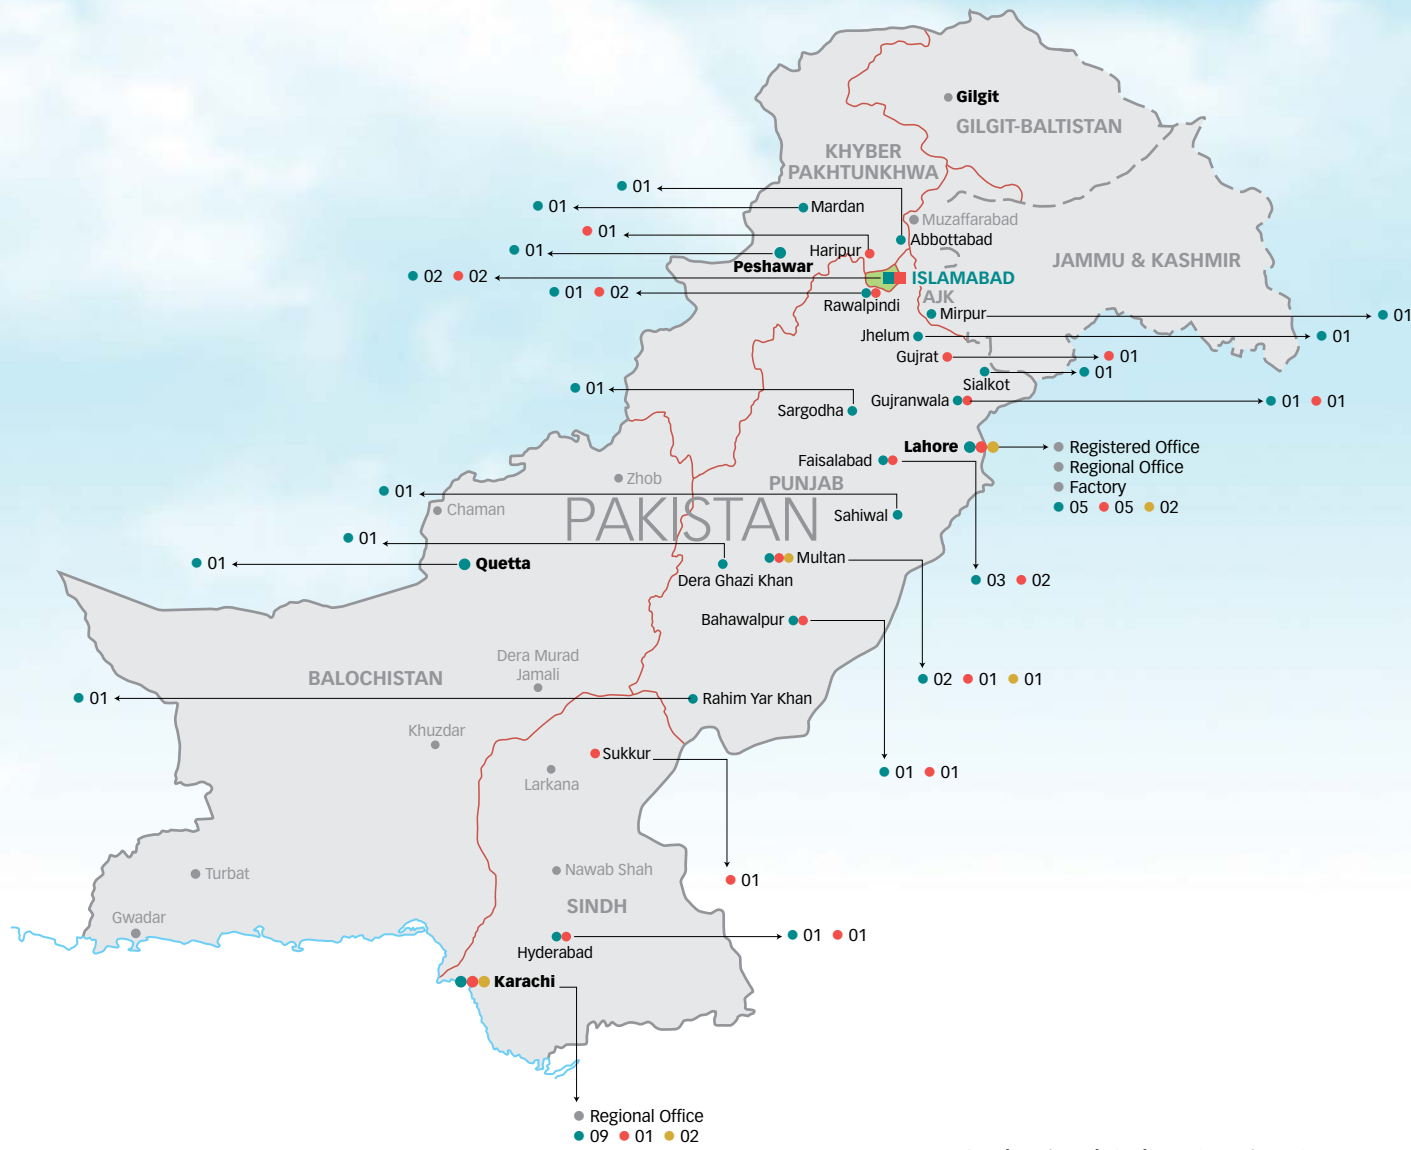 Gilgit
GILGIT-BALTISTAN
KHYBER
PAKHTUNKHWA
01
01 Mardan
Muzaffarabad
01
Abbottabad
01
Haripur
Peshawar
JAMMU & KASHMIR
02 02
ISLAMABAD
01 02
AJK
Rawalpindi
Mirpur
01
Jhelum
01
Gujrat
01
Sialkot
01
01
Sargodha
Gujranwala
01 01
Lahore
Registered Office
Regional Office
Factory
05 05 02
Faisalabad
03 02
Zhob
PUNJAB
01
Chaman
PAKISTAN
Sahiwal
01
Multan
02 01 01
01
Quetta
Dera Ghazi Khan
Bahawalpur
01 01
Dera Murad
Jamali
BALOCHISTAN
01
Rahim Yar Khan
Khuzdar
Sukkur
01
Larkana
Turbat
Nawab Shah
SINDH
Gwadar
01 01
Hyderabad
Karachi
Regional Office
09 01 02